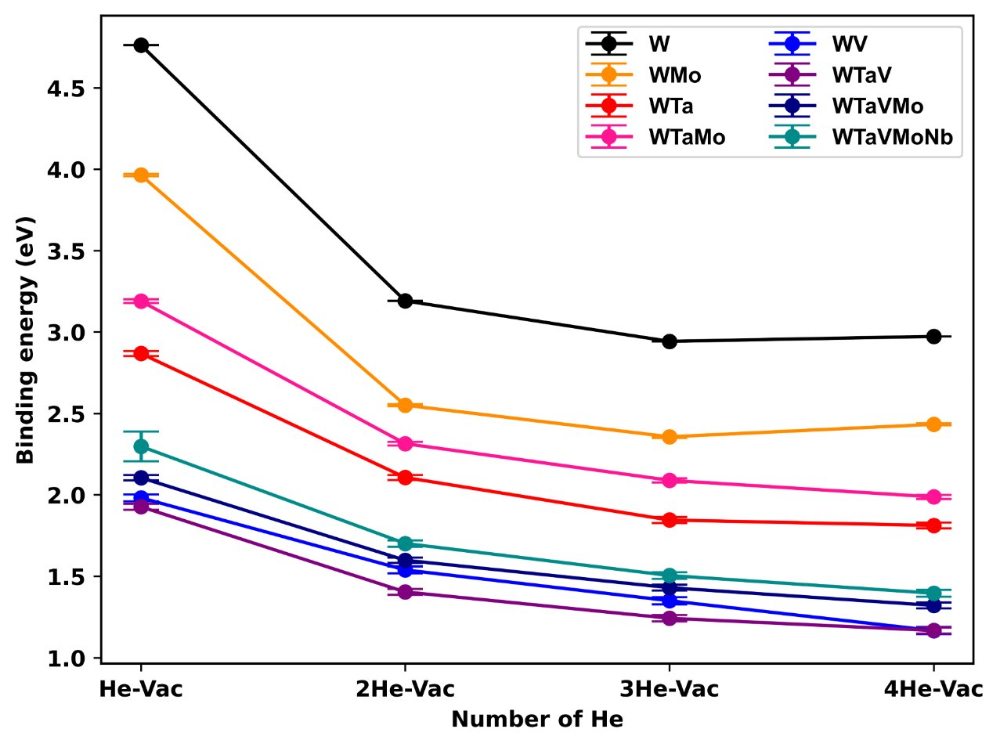 W
WMo
WTa
WTaMo
WV
WTaV
WTaVMo
WTaVMoNb
Binding energy (eV)
4.5
4.0
3.5
3.0
2.5
2.0
1.5
1.0
He-Vac 2He-Vac 3He-Vac 4He-Vac
Number of He